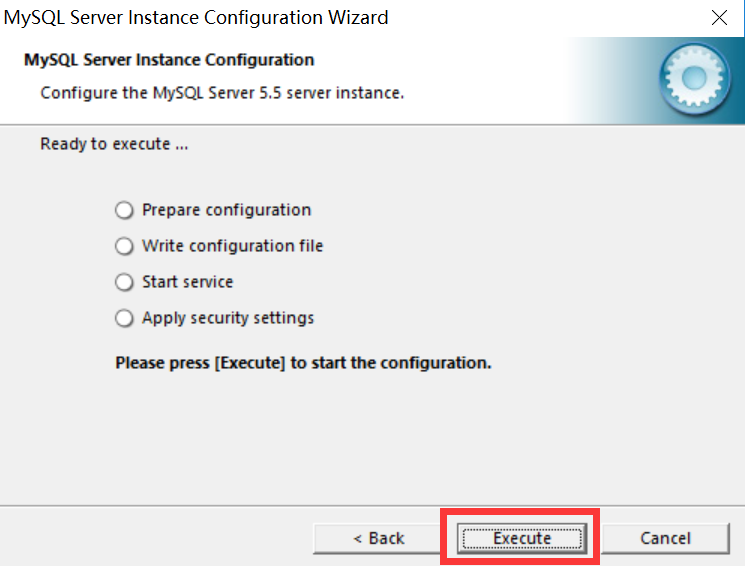 MySQL Server Instance Configuration Wizard
MySQL Server Instance Configuration
Configure the MySQL Server 5.5 server instance.
Ready to execute ...
Prepare configuration
Write configuration file
Start service
Apply security settings
Please press [Execute] to start the configuration.
< Back
Execute
Cancel